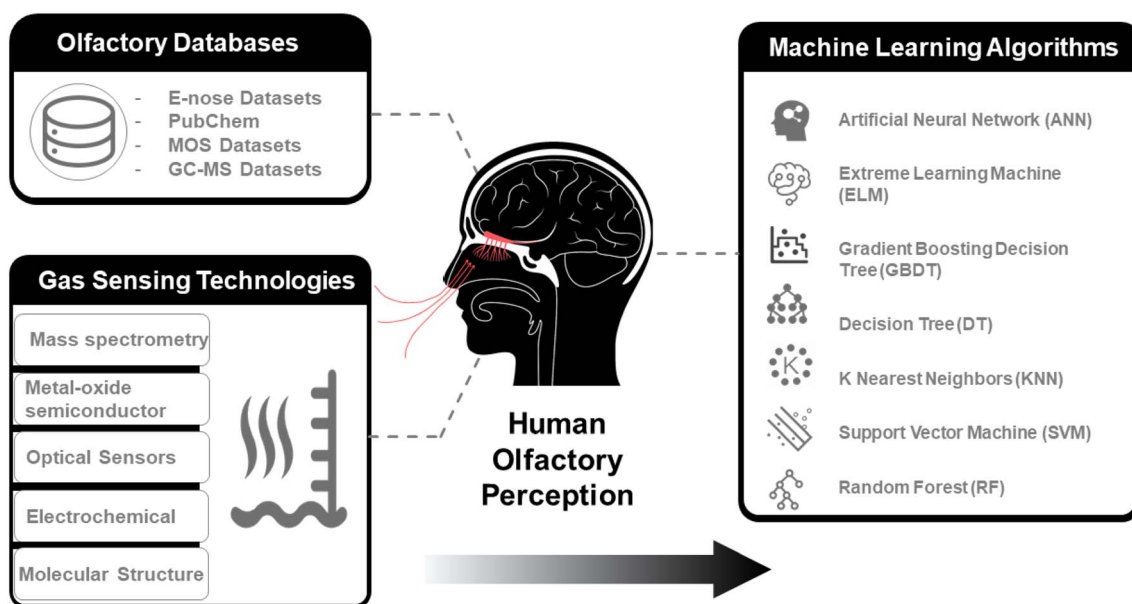 Olfactory Databases
- E-nose Datasets
- PubChem
- MOS Datasets
- GC-MS Datasets
Gas Sensing Technologies
Mass spectrometry
Metal-oxide
semiconductor
Optical Sensors
Electrochemical
Molecular Structure
Human
Olfactory
Perception
Machine Learning Algorithms
Artificial Neural Network (ANN)
Extreme Learning Machine
(ELM)
Gradient Boosting Decision
Tree (GBDT)
Decision Tree (DT)
K
K Nearest Neighbors (KNN)
Support Vector Machine (SVM)
Random Forest (RF)